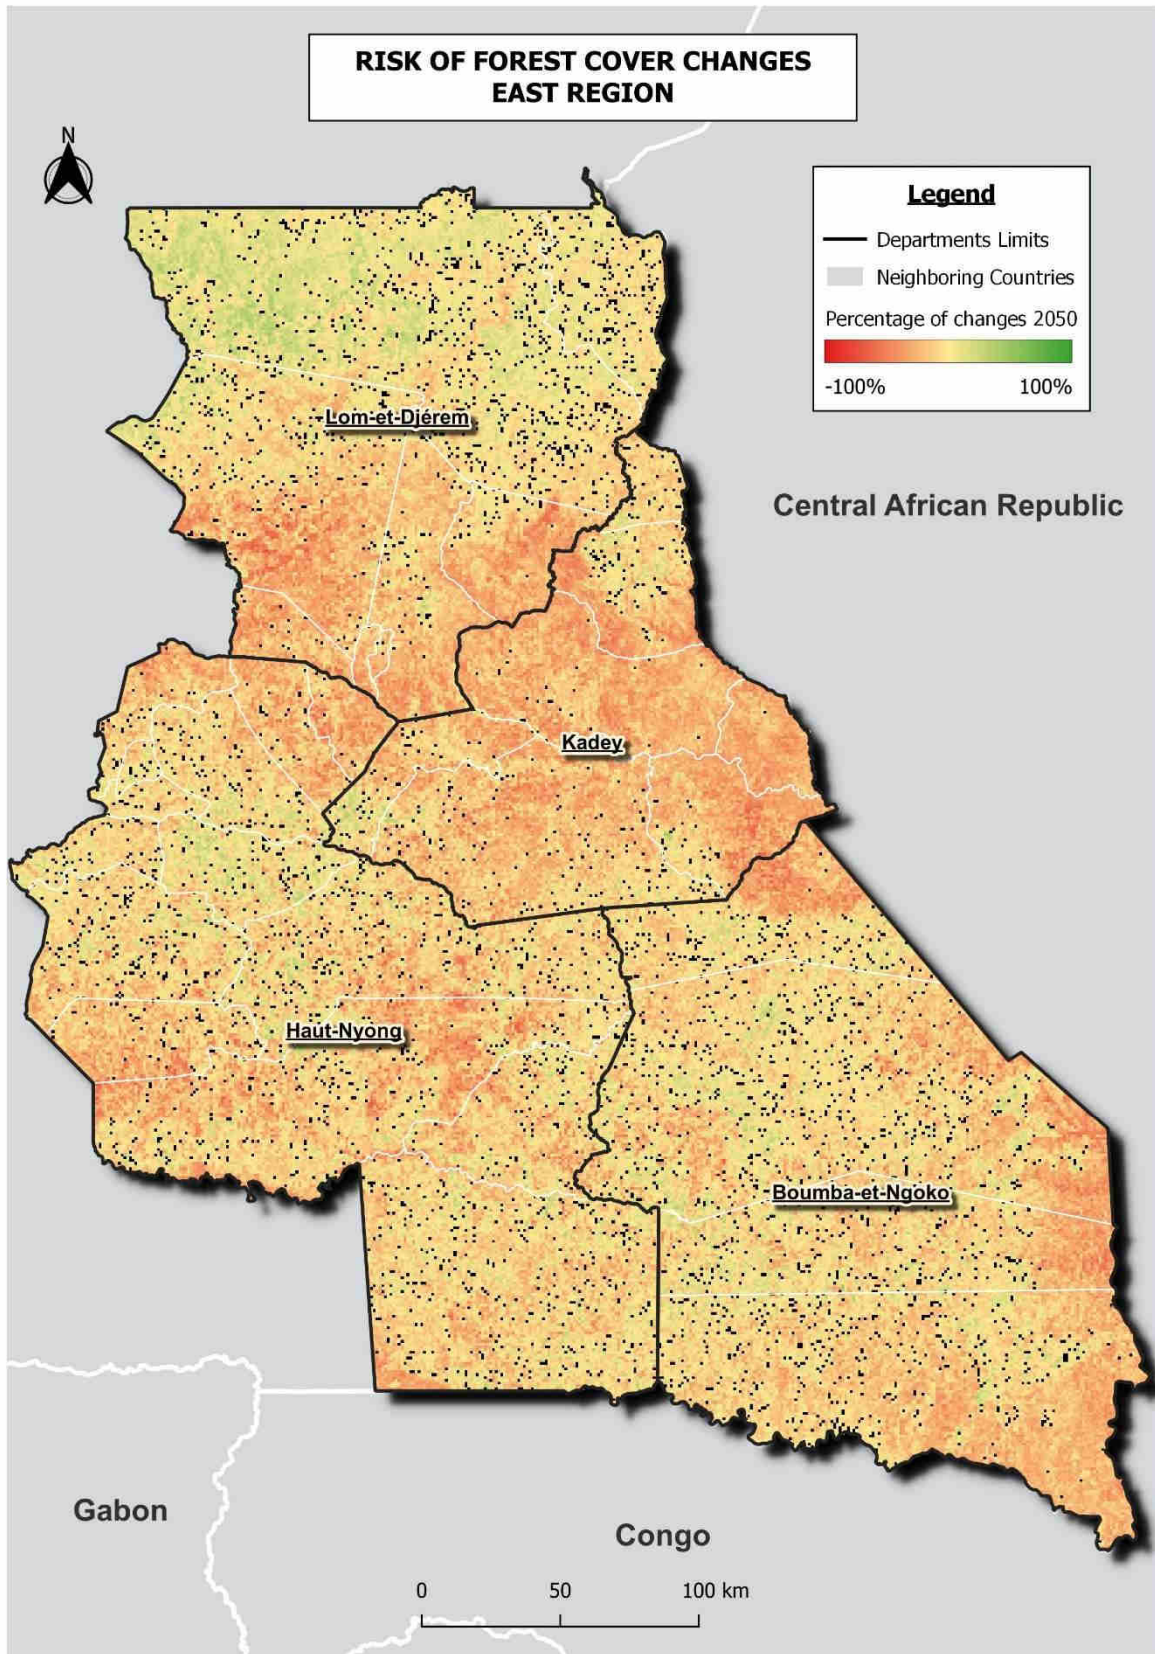 RISK OF FOREST COVER CHANGES
EAST REGION
N
Legend
Departments Limits
Neighboring Countries
Percentage of changes 2050
-100% 100%
Lom-et-Djérem
Central African Republic
Kadey
Haut-Nyong
Boumba-et-Ngoko
Gabon
Congo
0 50 100 km